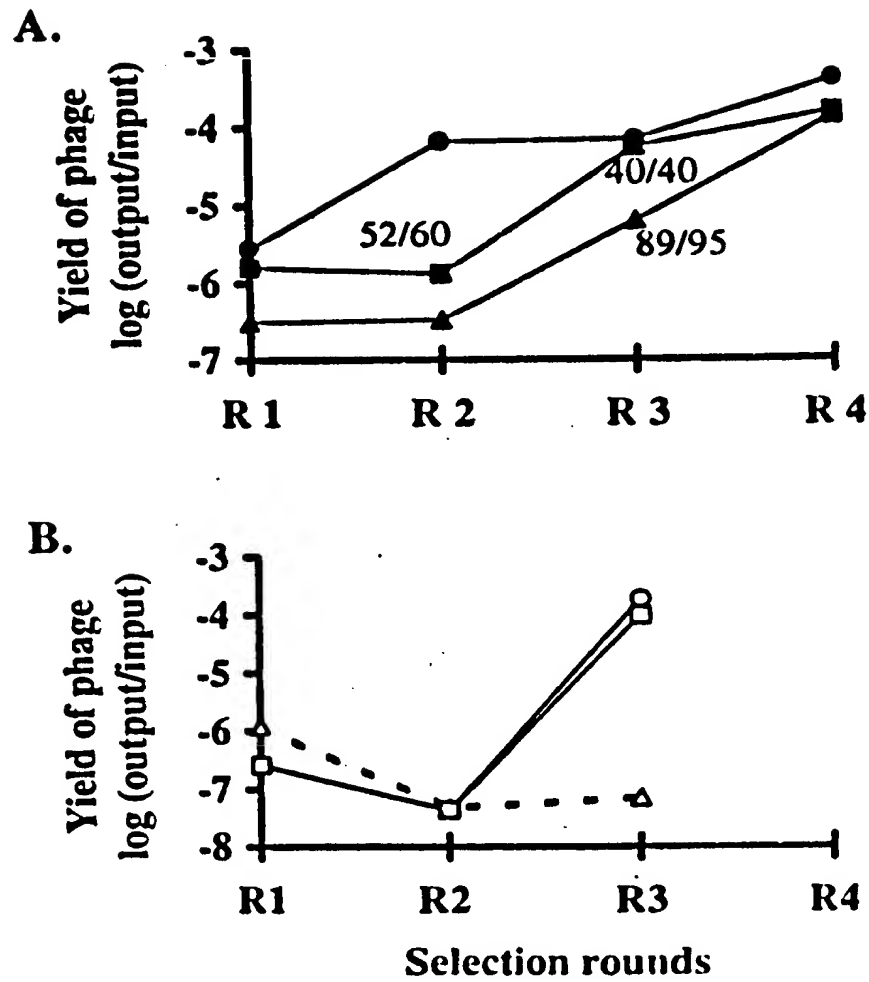 A.
Yield of phage
log (output/input)
-3
-4
-5
-6
-7
52/60
40/40
89/95
R 1 R 2 R 3 R 4
B.
Yield of phage
log (output/input)
-3
-4
-5
-6
-7
-8
R1 R2 R3 R4
Selection rounds